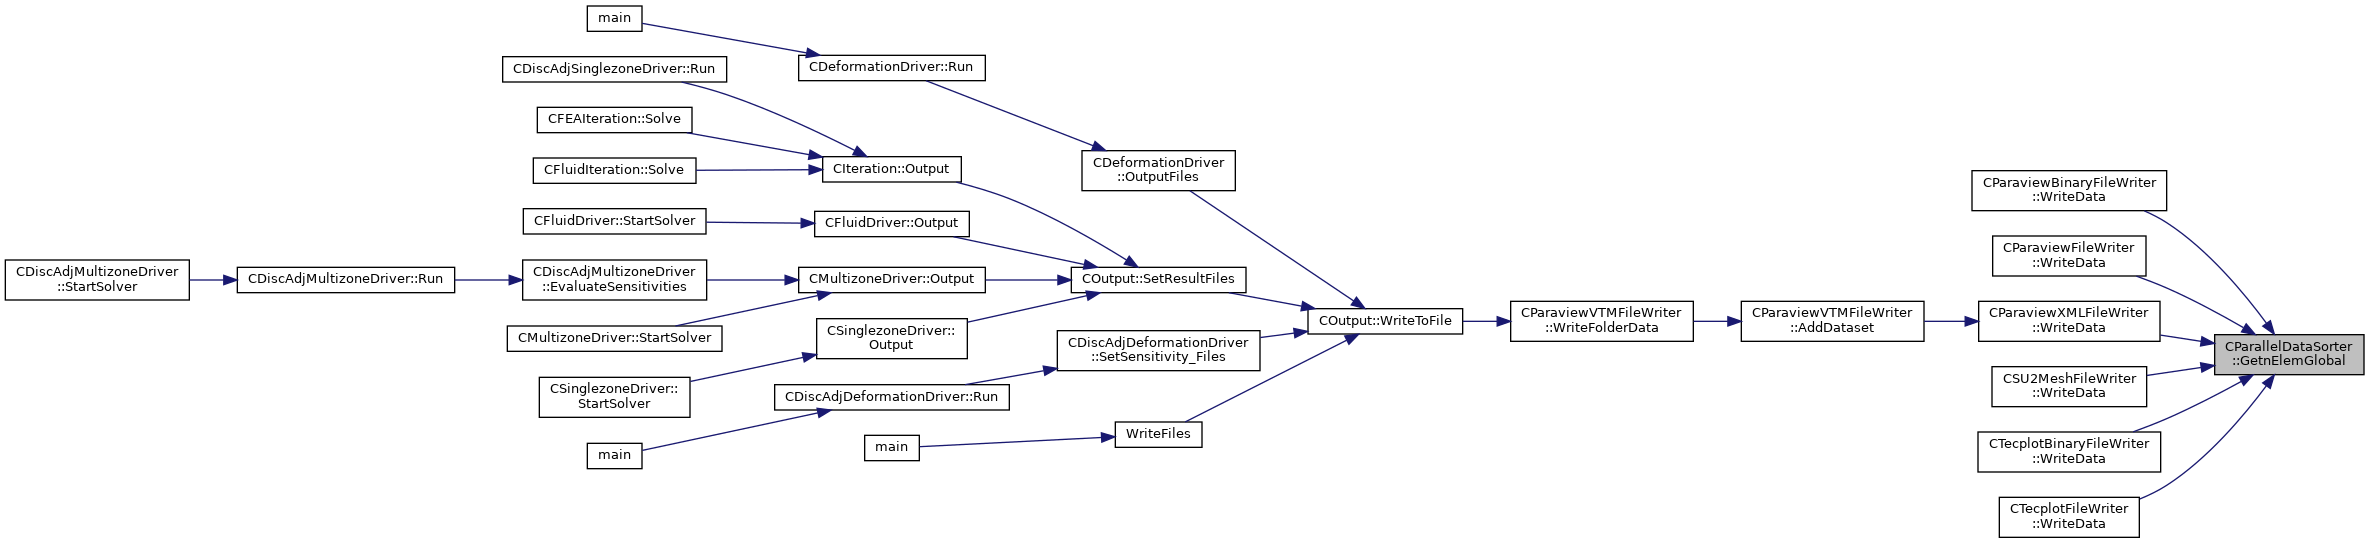 main
CDeformationDriver::Run
CDiscAdjSinglezoneDriver::Run
CFEAIteration::Solve
CFluidIteration::Solve
CIteration::Output
CDeformationDriver
::OutputFiles
CFluidDriver::StartSolver
CFluidDriver::Output
CDiscAdjMultizoneDriver
::StartSolver
CDiscAdjMultizoneDriver::Run
CDiscAdjMultizoneDriver
::EvaluateSensitivities
CMultizoneDriver::Output
COutput::SetResultFiles
CMultizoneDriver::StartSolver
CSinglezoneDriver::
Output
CSinglezoneDriver::
StartSolver
CDiscAdjDeformationDriver
::SetSensitivity_Files
CDiscAdjDeformationDriver::Run
main
main
WriteFiles
COutput::WriteToFile
CParaviewVTMFileWriter
::WriteFolderData
CParaviewVTMFileWriter
::AddDataset
CParaviewBinaryFileWriter
::WriteData
CParaviewFileWriter
::WriteData
CParaviewXMLFileWriter
::WriteData
CSU2MeshFileWriter
::WriteData
CTecplotBinaryFileWriter
::WriteData
CTecplotFileWriter
::WriteData
CParallelDataSorter
::GetnElemGlobal